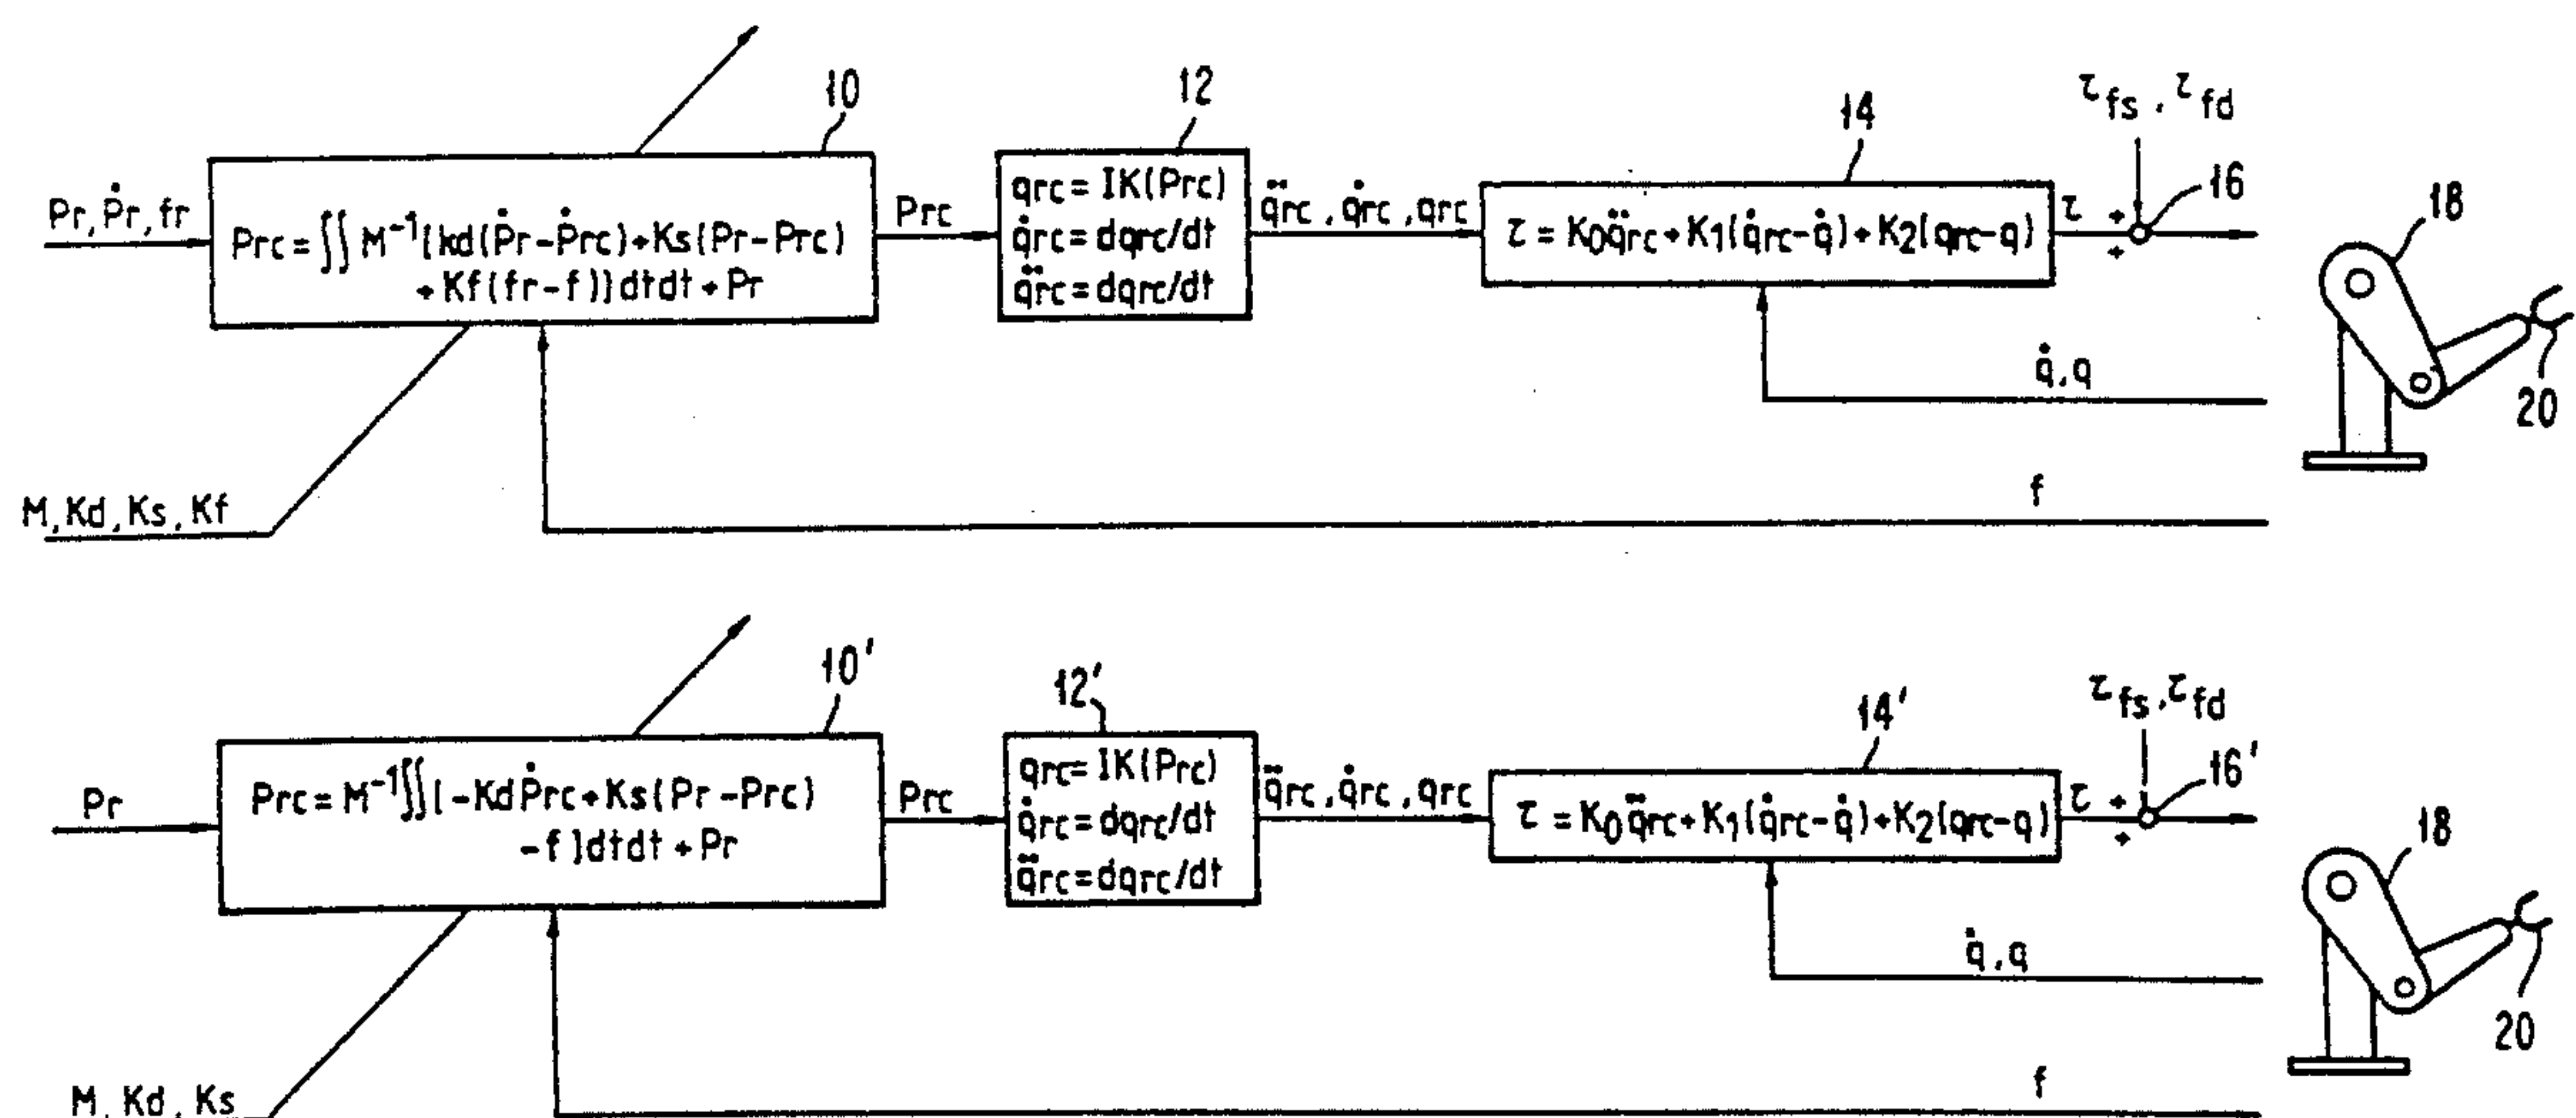 10
12
14
τfs , τfd
16
18
Pr, Ṗr, fr
Prc = ∬ M⁻¹[kd(Ṗr-Ṗrc)+Ks(Pr-Prc)
+ Kf(fr-f)]dtdt + Pr
Prc
qrc = IK(Prc)
q̇rc = dqrc/dt
q̈rc = dqrc/dt
q̈rc, q̇rc, qrc
τ = K0q̈rc + K1(q̇rc-q̇) + K2(qrc-q)
τ
+
+
q̇, q
20
M, Kd, Ks, Kf
f
10'
12'
14'
τfs , τfd
16'
18
Pr
Prc = M⁻¹∬[-KdṖrc+Ks(Pr-Prc)
-f]dtdt + Pr
Prc
qrc = IK(Prc)
q̇rc = dqrc/dt
q̈rc = dqrc/dt
q̈rc, q̇rc, qrc
τ = K0q̈rc+K1(q̇rc-q̇)+K2(qrc-q)
τ
+
+
q̇, q
20
M, Kd, Ks
f